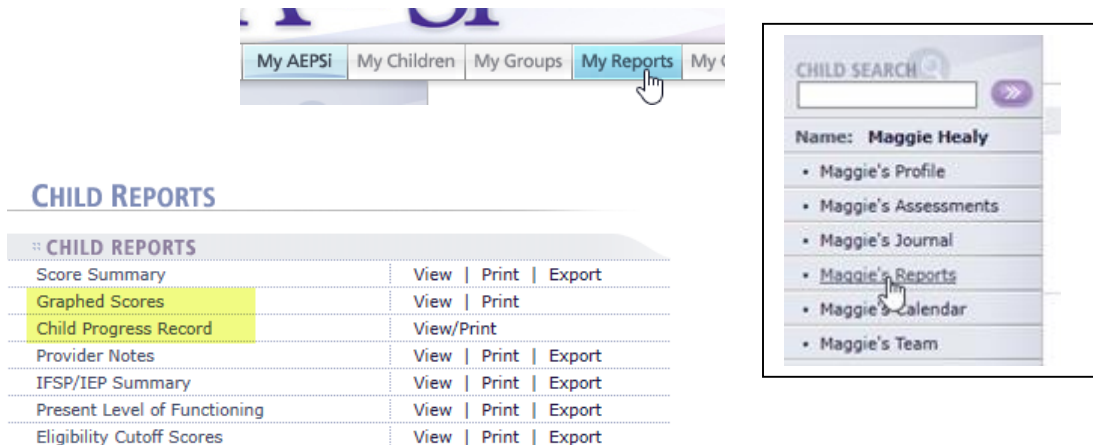 My AEPSi My Children My Groups My Reports My
CHILD REPORTS
CHILD REPORTS
Score Summary View | Print | Export
Graphed Scores View | Print
Child Progress Record View/Print
Provider Notes View | Print | Export
IFSP/IEP Summary View | Print | Export
Present Level of Functioning View | Print | Export
Eligibility Cutoff Scores View | Print | Export
CHILD SEARCH
Name: Maggie Healy
• Maggie's Profile
• Maggie's Assessments
• Maggie's Journal
• Maggie's Reports
• Maggie's Calendar
• Maggie's Team